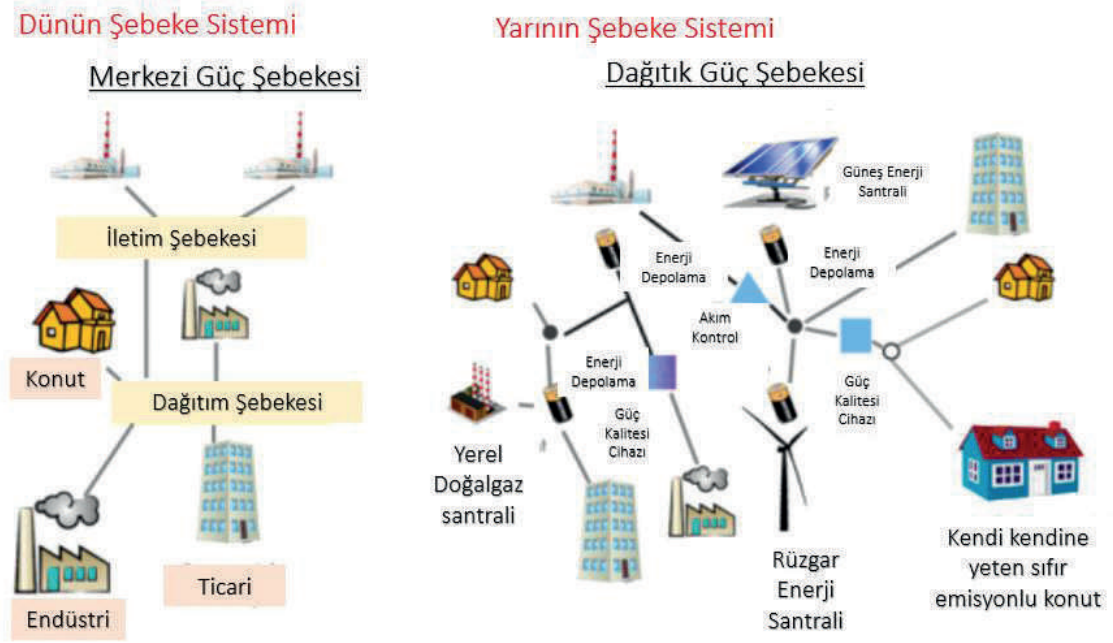 Dünün Şebeke Sistemi
Merkezi Güç Şebekesi
İletim Şebekesi
Konut
Dağıtım Şebekesi
Ticari
Endüstri
Yarının Şebeke Sistemi
Dağıtık Güç Şebekesi
Güneş Enerji
Santrali
Enerji
Depolama
Enerji
Depolama
Akım
Kontrol
Enerji
Depolama
Güç
Kalitesi
Cihazı
Güç
Kalitesi
Cihazı
Yerel
Doğalgaz
santrali
Rüzgar
Enerji
Santrali
Kendi kendine
yeten sıfır
emisyonlu konut